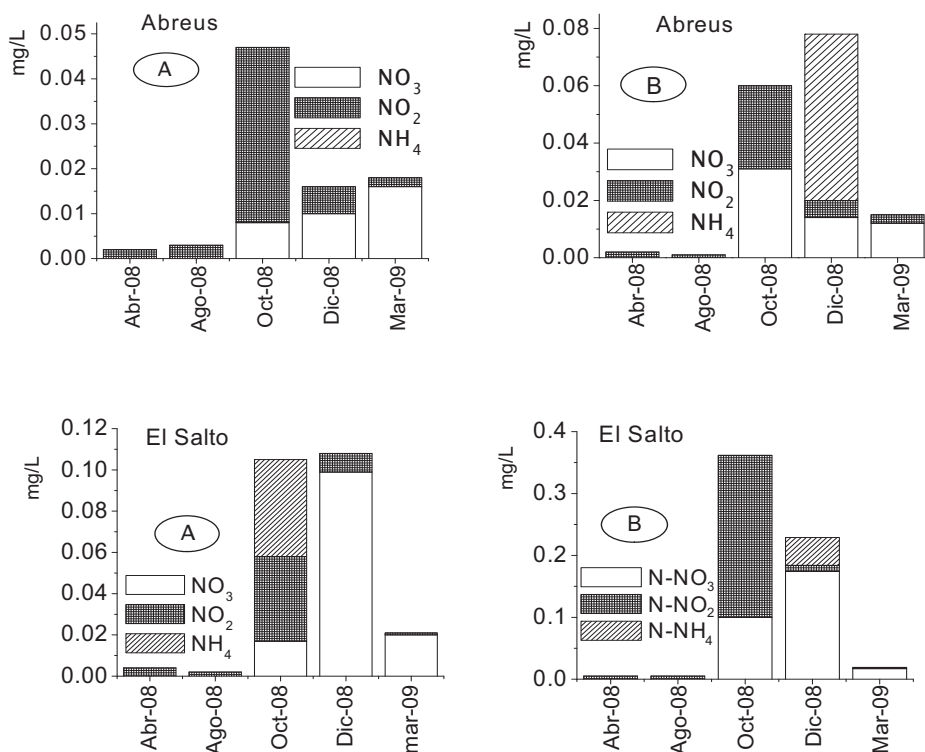 Abreus
mg/L
A
0.05
0.04
0.03
0.02
0.01
0.00
NO3
NO2
NH4
Abr-08
Ago-08
Oct-08
Dic-08
Mar-09
Abreus
mg/L
B
0.08
0.06
0.04
0.02
0.00
NO3
NO2
NH4
Abr-08
Ago-08
Oct-08
Dic-08
Mar-09
El Salto
mg/L
A
0.12
0.10
0.08
0.06
0.04
0.02
0.00
NO3
NO2
NH4
Abr-08
Ago-08
Oct-08
Dic-08
mar-09
El Salto
mg/L
B
0.4
0.3
0.2
0.1
0.0
N-NO3
N-NO2
N-NH4
Abr-08
Ago-08
Oct-08
Dic-08
mar-09